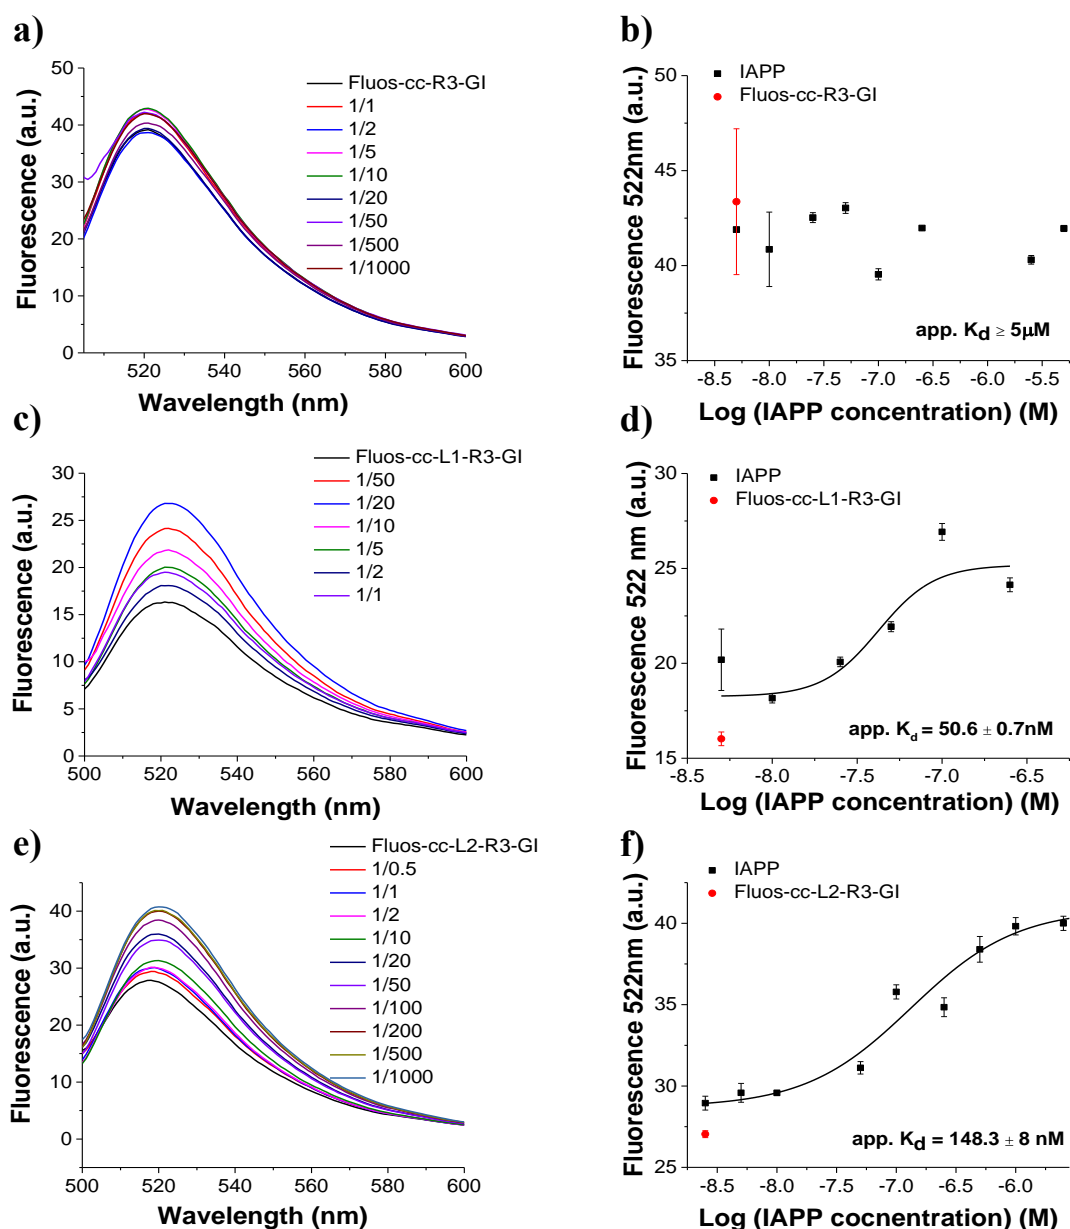 a)
Fluorescence (a.u.)
50
40
30
20
10
0
Fluos-cc-R3-GI
1/1
1/2
1/5
1/10
1/20
1/50
1/500
1/1000
520
540
560
580
600
Wavelength (nm)
b)
Fluorescence 522nm (a.u.)
50
45
40
35
IAPP
Fluos-cc-R3-GI
app. Kd ≥ 5µM
-8.5
-8.0
-7.5
-7.0
-6.5
-6.0
-5.5
Log (IAPP concentration) (M)
c)
Fluorescence (a.u.)
30
25
20
15
10
5
0
Fluos-cc-L1-R3-GI
1/50
1/20
1/10
1/5
1/2
1/1
500
520
540
560
580
600
Wavelength (nm)
d)
Fluorescence 522 nm (a.u.)
30
25
20
15
IAPP
Fluos-cc-L1-R3-GI
app. Kd = 50.6 ± 0.7nM
-8.5
-8.0
-7.5
-7.0
-6.5
Log (IAPP concentration) (M)
e)
Fluorescence (a.u.)
40
30
20
10
0
Fluos-cc-L2-R3-GI
1/0.5
1/1
1/2
1/10
1/20
1/50
1/100
1/200
1/500
1/1000
500
520
540
560
580
600
Wavelength (nm)
f)
Fluorescence 522nm (a.u.)
40
35
30
25
IAPP
Fluos-cc-L2-R3-GI
app. Kd = 148.3 ± 8 nM
-8.5
-8.0
-7.5
-7.0
-6.5
-6.0
Log (IAPP cocnentration) (M)